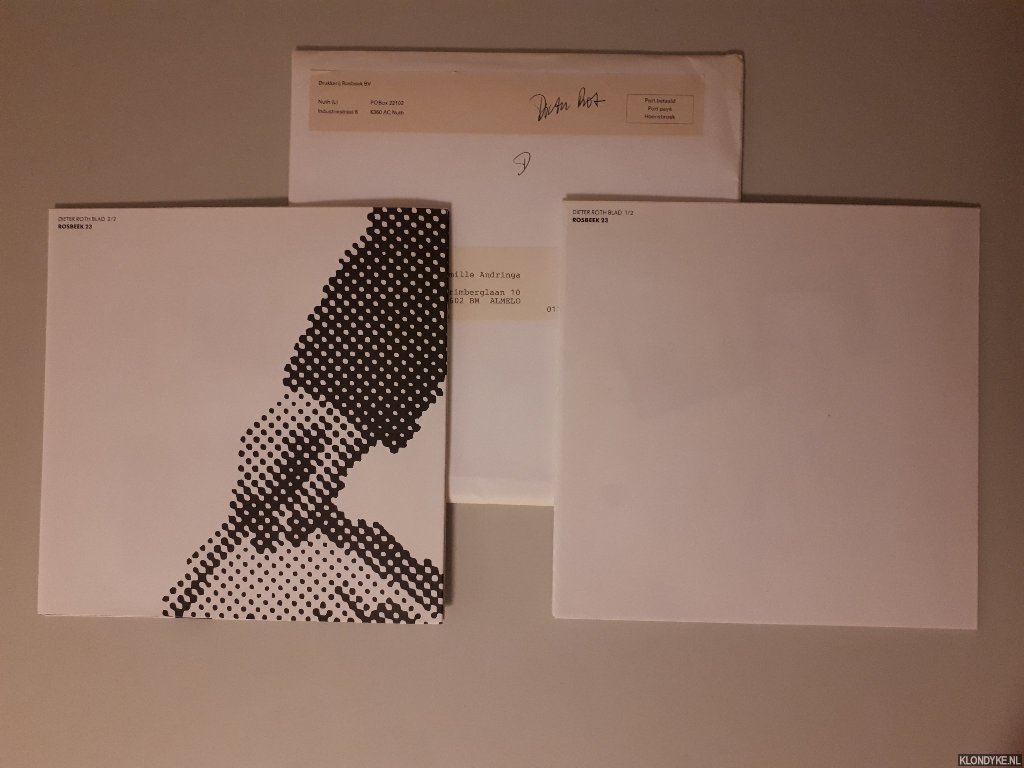 Drukkerij Rosbeek BV
Nuth (L) PO Box 22102
Industriestraat 8 6360 AC Nuth
Port betaald
Port payé
Hoensbroek
DIETER ROTH BLAD 2/2
ROSBEEK 23
mille Andringa
10
602 BM ALMELO
01
DIETER ROTH BLAD 1/2
ROSBEEK 23
KLONDYKE.NL